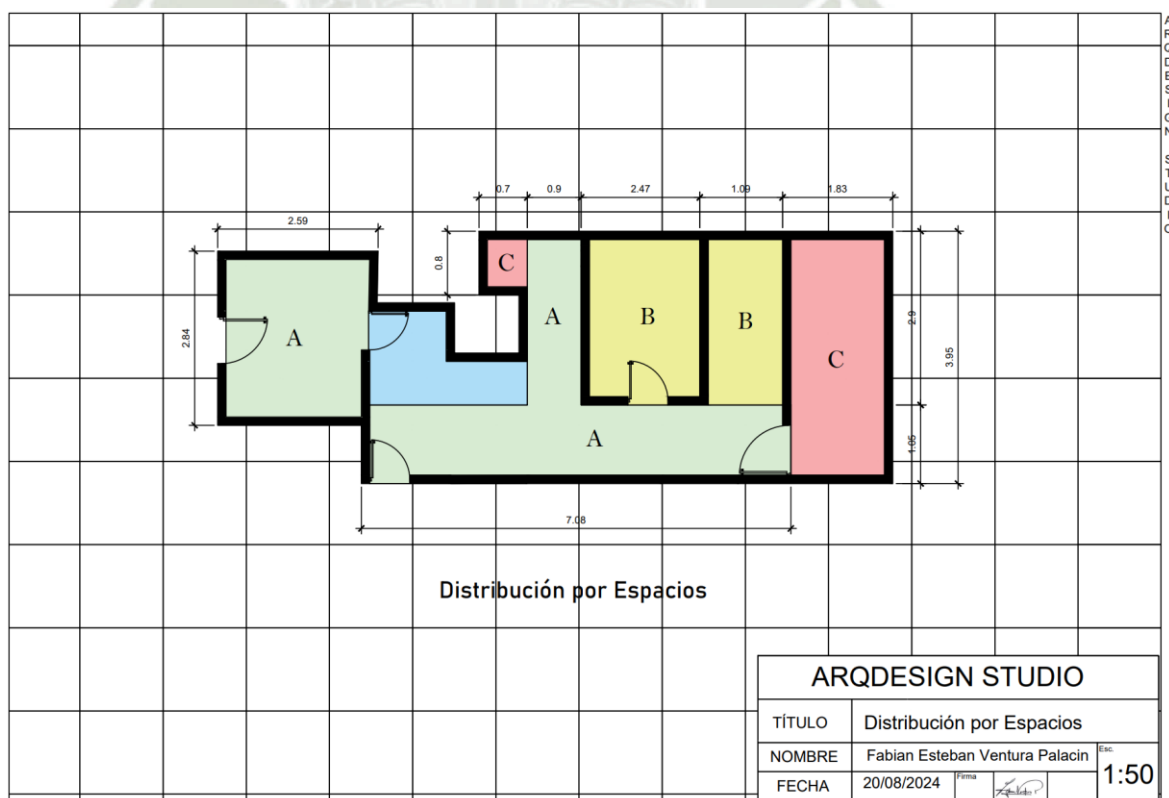 ARQDESIGN STUDIO
0.7 0.9 2.47 1.09 1.83
2.59
0.8
C
A
B
B
A
2.84
2.9
3.95
C
A
1.05
7.08
Distribución por Espacios
ARQDESIGN STUDIO
TÍTULO Distribución por Espacios
NOMBRE Fabian Esteban Ventura Palacin
Esc.
1:50
FECHA 20/08/2024 Firma